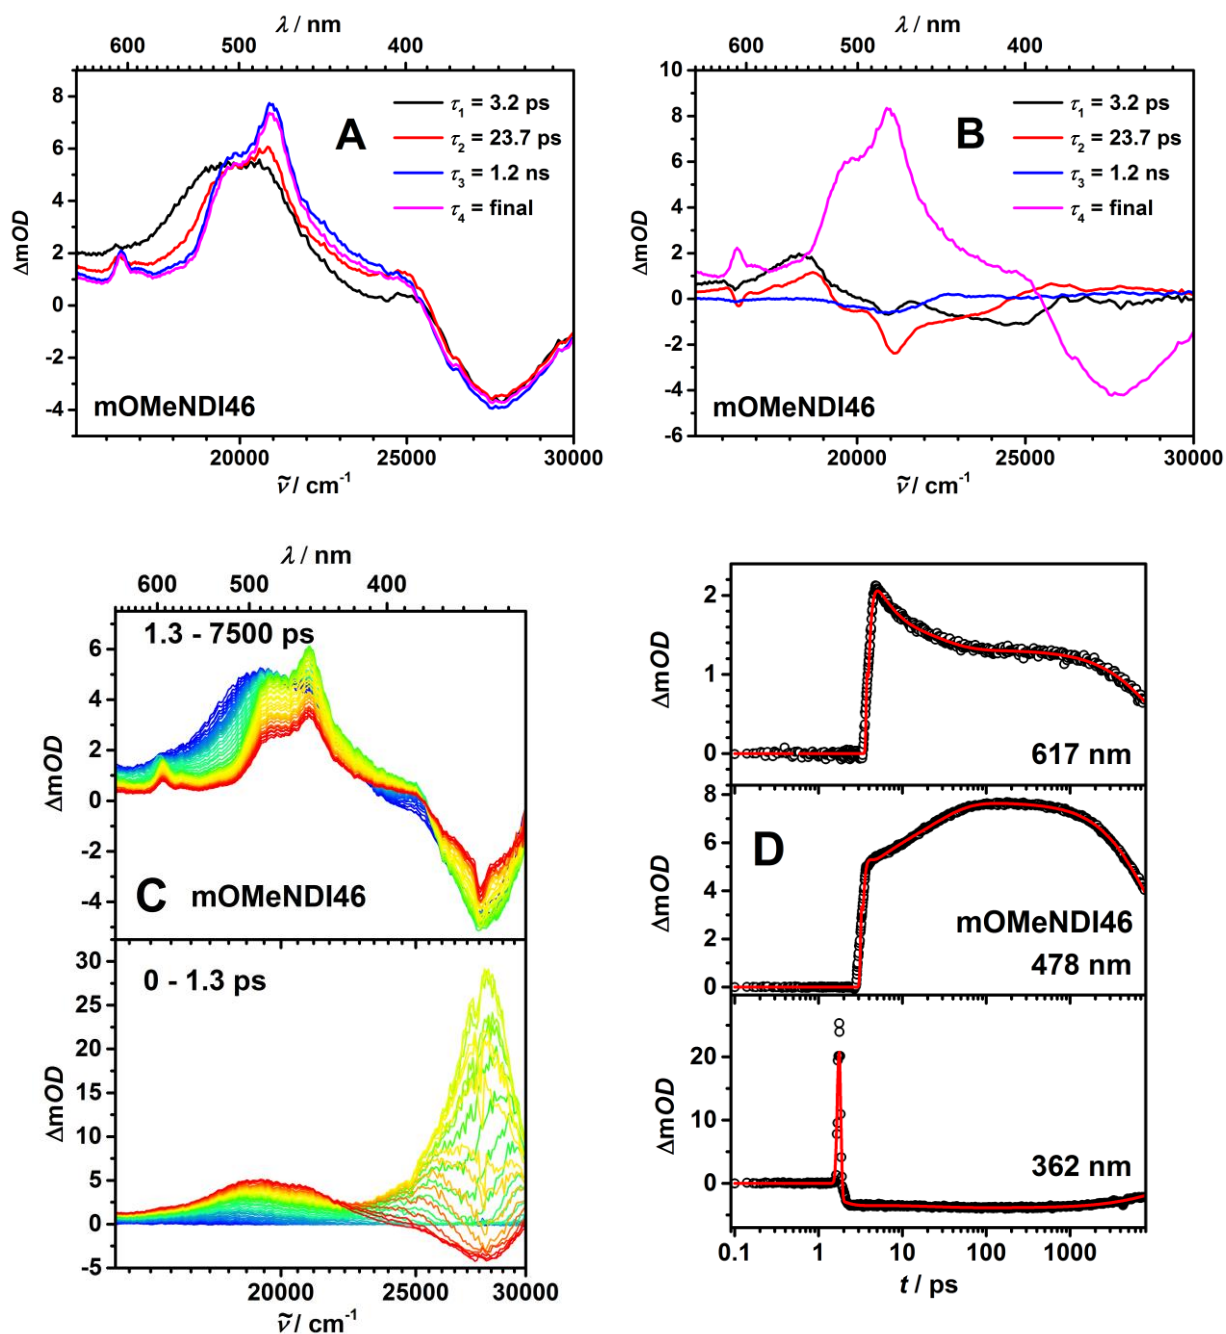 λ / nm
600 500 400
8
6
4
2
0
-2
-4
ΔmOD
A
τ₁ = 3.2 ps
τ₂ = 23.7 ps
τ₃ = 1.2 ns
τ₄ = final
mOMeNDI46
20000 25000 30000
ν̃ / cm⁻¹
λ / nm
600 500 400
10
8
6
4
2
0
-2
-4
-6
ΔmOD
B
τ₁ = 3.2 ps
τ₂ = 23.7 ps
τ₃ = 1.2 ns
τ₄ = final
mOMeNDI46
20000 25000 30000
ν̃ / cm⁻¹
λ / nm
600 500 400
1.3 - 7500 ps
6
4
2
0
-2
-4
ΔmOD
C mOMeNDI46
0 - 1.3 ps
30
25
20
15
10
5
0
-5
ΔmOD
20000 30000
ν̃ / cm⁻¹
2
1
0
ΔmOD
617 nm
8
6
4
2
0
ΔmOD
D
mOMeNDI46
478 nm
20
10
0
ΔmOD
362 nm
0.1 1 10 100 1000
t / ps